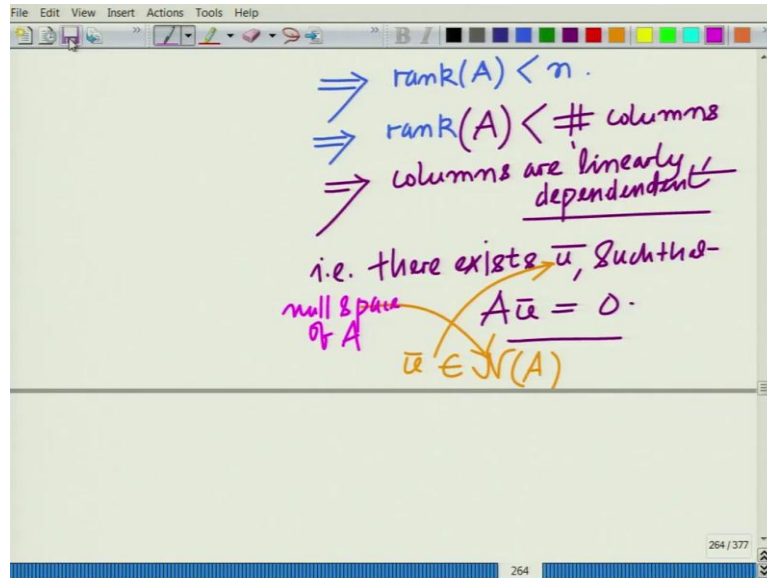 File Edit View Insert Actions Tools Help
⇒ rank(A) < n.
⇒ rank(A) < # columns
⇒ columns are linearly
dependendent
i.e. there exists ū, Such that
null space
of A
Aū = 0.
ū ∈ N(A)
264 / 377
264